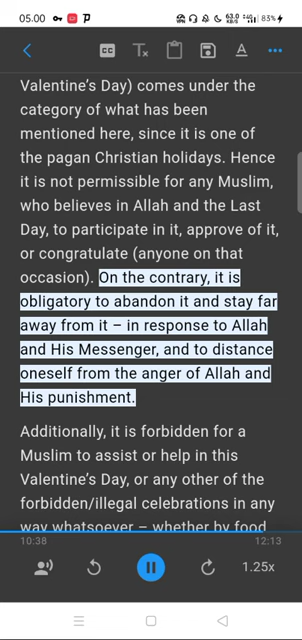 05.00
63.0
KB/s
83%
CC
Valentine's Day) comes under the
category of what has been
mentioned here, since it is one of
the pagan Christian holidays. Hence
it is not permissible for any Muslim,
who believes in Allah and the Last
Day, to participate in it, approve of it,
or congratulate (anyone on that
occasion). On the contrary, it is
obligatory to abandon it and stay far
away from it – in response to Allah
and His Messenger, and to distance
oneself from the anger of Allah and
His punishment.
Additionally, it is forbidden for a
Muslim to assist or help in this
Valentine's Day, or any other of the
forbidden/illegal celebrations in any
way whatsoever – whether by food
10:38
12:13
1.25x